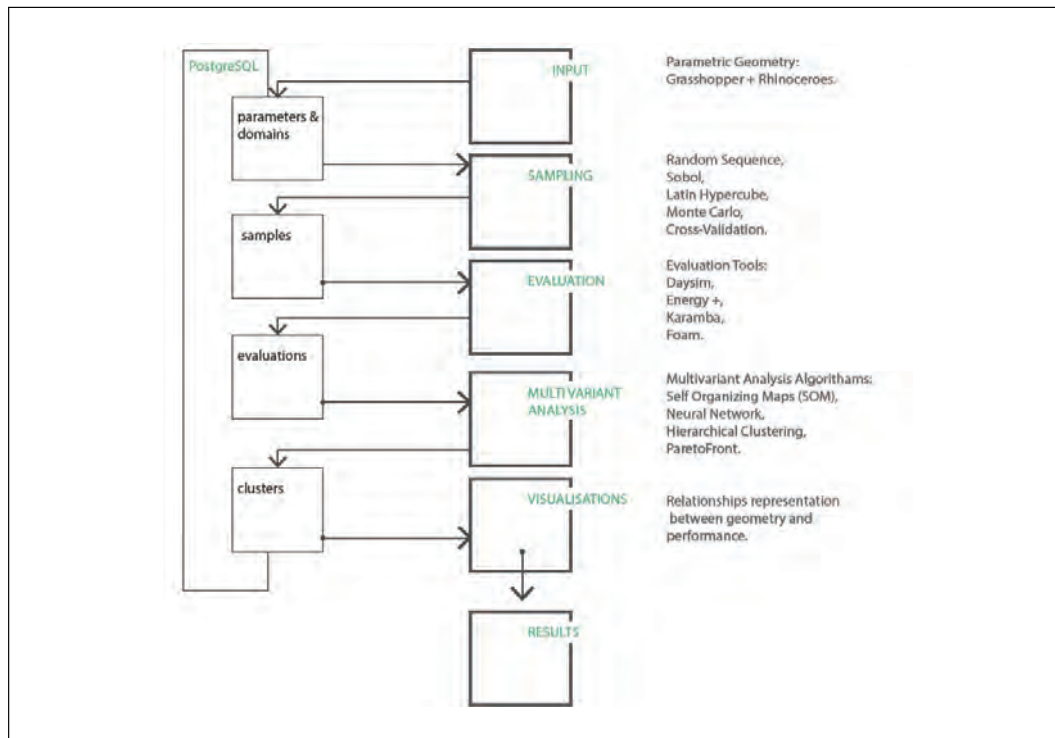 PostgreSQL
INPUT
Parametric Geometry:
Grasshopper + Rhinoceroes.
parameters &
domains
SAMPLING
Random Sequence,
Sobol,
Latin Hypercube,
Monte Carlo,
Cross-Validation.
samples
EVALUATION
Evaluation Tools:
Daysim,
Energy +,
Karamba,
Foam.
evaluations
MULTIVARIANT
ANALYSIS
Multivariant Analysis Algorithams:
Self Organizing Maps (SOM),
Neural Network,
Hierarchical Clustering,
ParetoFront.
clusters
VISUALISATIONS
Relationships representation
between geometry and
performance.
RESULTS